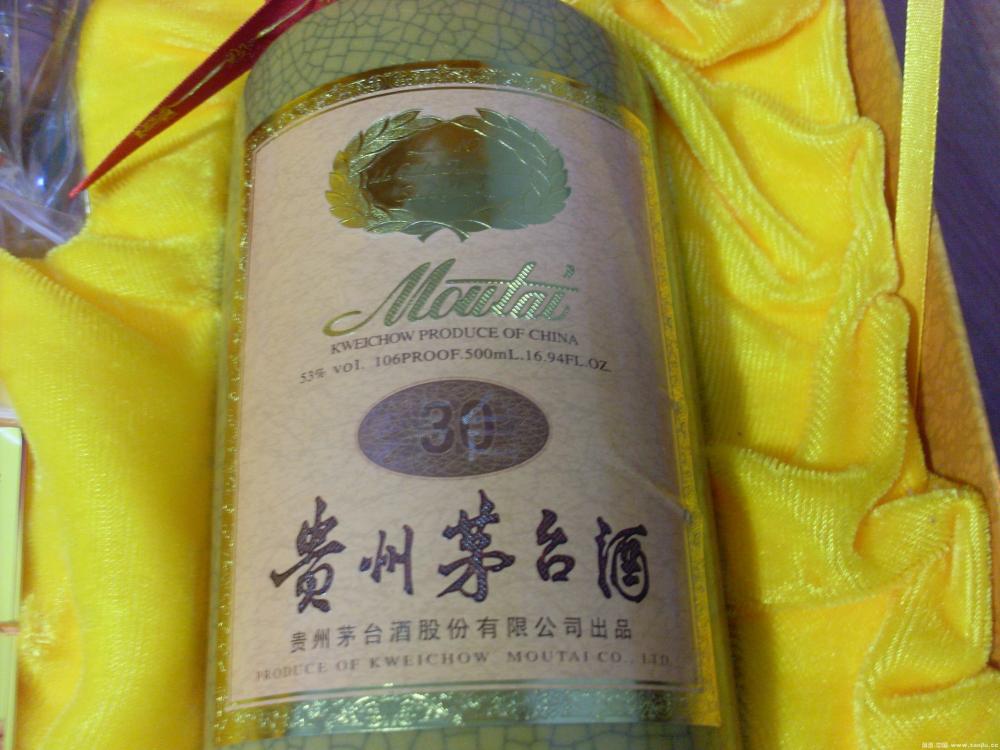 Moutai
KWEICHOW PRODUCE OF CHINA
53% vol. 106PROOF.500mL.16.94FL.OZ.
30
贵州茅台酒
贵州茅台酒股份有限公司出品
PRODUCE OF KWEICHOW MOUTAI CO., LTD.